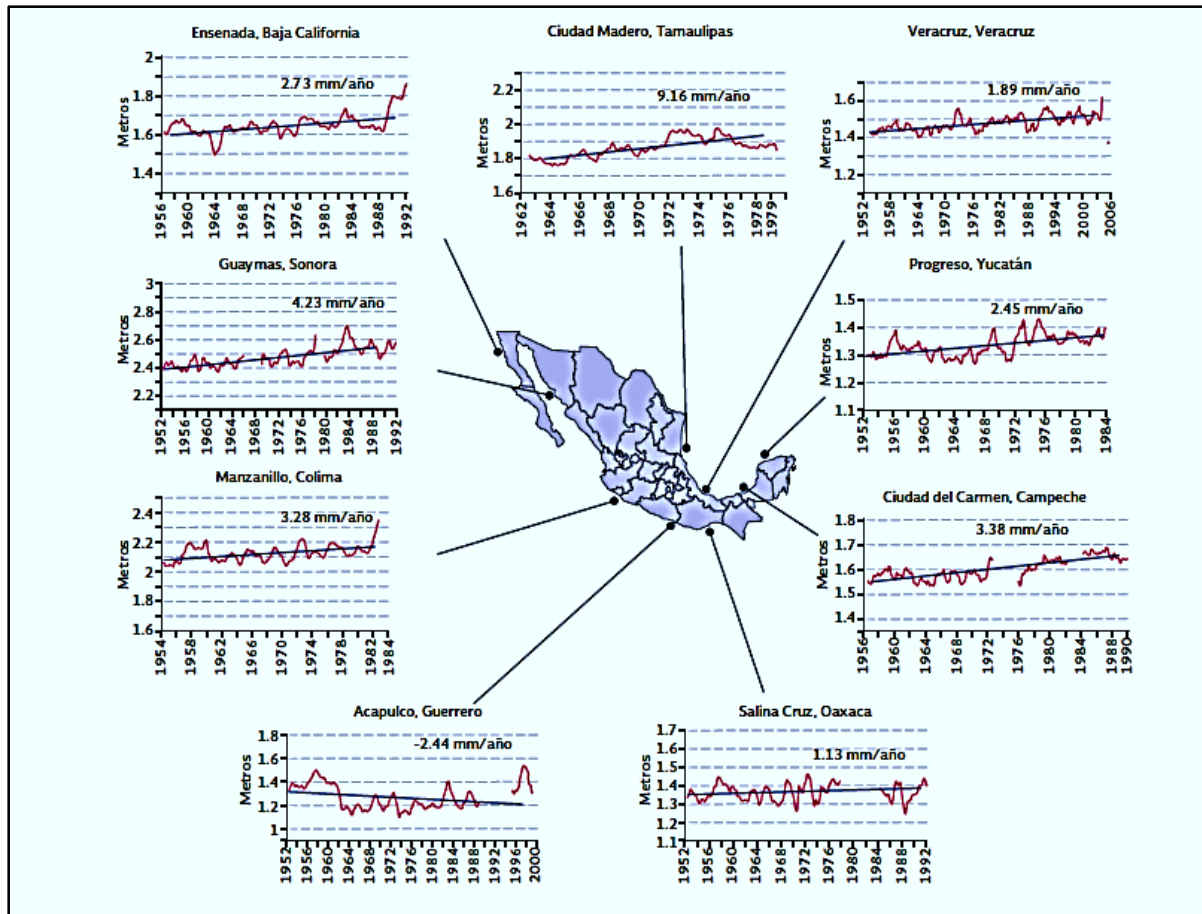 Ensenada, Baja California
Metros
2
1.8
1.6
1.4
2.73 mm/año
1956 1960 1964 1968 1972 1976 1980 1984 1988 1992
Ciudad Madero, Tamaulipas
Metros
2.2
2
1.8
1.6
9.16 mm/año
1962 1964 1966 1968 1970 1972 1974 1976 1978 1979
Veracruz, Veracruz
Metros
1.6
1.4
1.2
1.1
1.89 mm/año
1952 1958 1964 1970 1976 1982 1988 1994 2000 2006
Guaymas, Sonora
Metros
3
2.8
2.6
2.4
2.2
4.23 mm/año
1952 1956 1960 1964 1968 1972 1976 1980 1984 1988 1992
Progreso, Yucatán
Metros
1.5
1.4
1.3
1.2
1.1
2.45 mm/año
1952 1956 1960 1964 1968 1972 1976 1980 1984
Manzanillo, Colima
Metros
2.4
2.2
2
1.8
1.6
3.28 mm/año
1954 1958 1962 1966 1970 1974 1978 1982 1984
Ciudad del Carmen, Campeche
Metros
1.8
1.7
1.6
1.5
1.4
3.38 mm/año
1956 1960 1964 1968 1972 1976 1980 1984 1988 1990
Acapulco, Guerrero
Metros
1.8
1.6
1.4
1.2
1
-2.44 mm/año
1952 1956 1960 1964 1968 1972 1976 1980 1984 1988 1992 1996 2000
Salina Cruz, Oaxaca
Metros
1.7
1.6
1.5
1.4
1.3
1.2
1.1
1.13 mm/año
1952 1956 1960 1964 1968 1972 1976 1980 1984 1988 1992